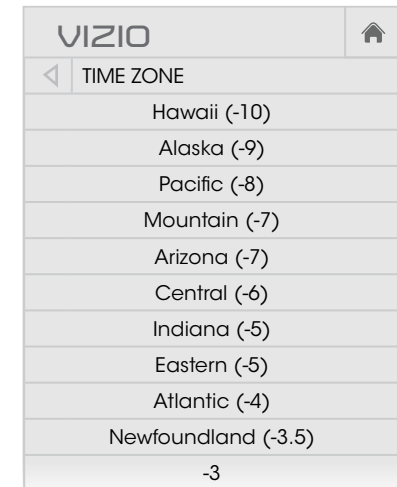 VIZIO
TIME ZONE
Hawaii (-10)
Alaska (-9)
Pacific (-8)
Mountain (-7)
Arizona (-7)
Central (-6)
Indiana (-5)
Eastern (-5)
Atlantic (-4)
Newfoundland (-3.5)
-3